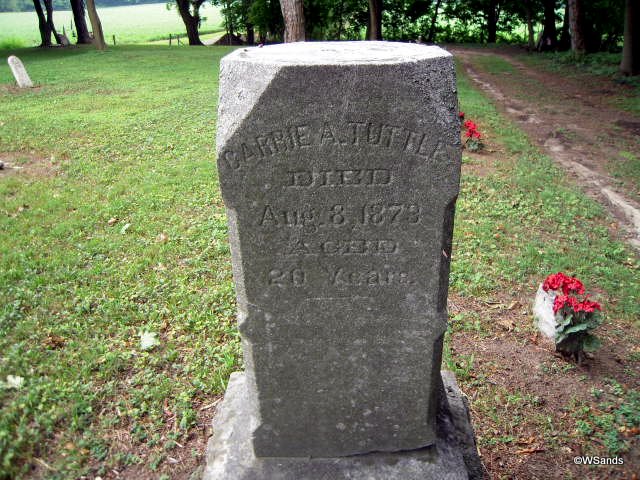 CARRIE A. TUTTLE
DIED
Aug. 8, 1879
AGED
20 Years.
©WSands